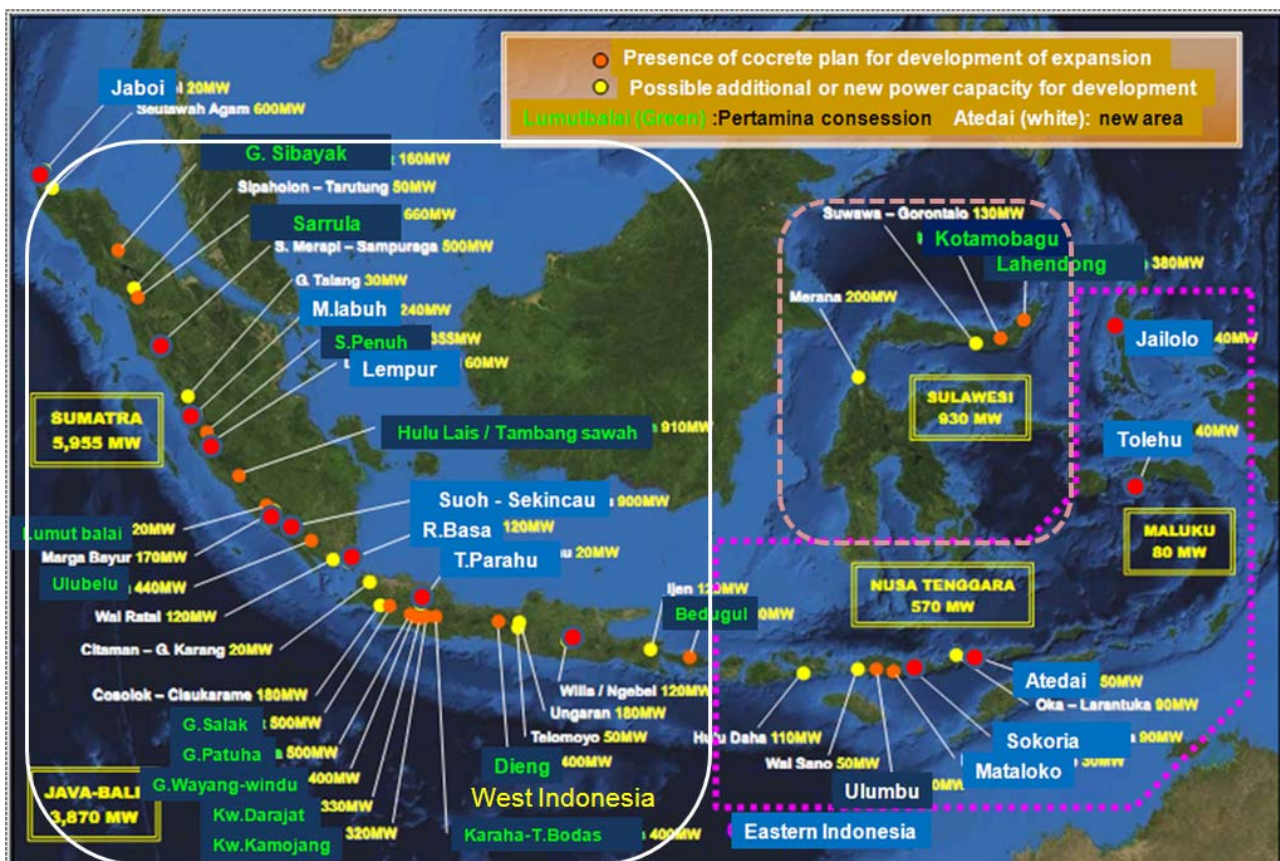 Presence of cocrete plan for development of expansion
Possible additional or new power capacity for development
Lumutbalai (Green) :Pertamina consession Atedai (white): new area
Jaboi 20MW
Seulawah Agam 600MW
G. Sibayak 160MW
Sipaholon – Tarutung 50MW
Sarrula 660MW
S. Merapi – Sampuraga 500MW
G. Talang 30MW
M.labuh 240MW
S.Penuh 355MW
Lempur 60MW
SUMATRA
5,955 MW
Hulu Lais / Tambang sawah 910MW
Suoh - Sekincau 900MW
R.Basa 120MW
T.Parahu 20MW
Lumut balai 20MW
Marga Bayur 170MW
Ulubelu 440MW
Wai Ratai 120MW
Citaman – G. Karang 20MW
Cosolok – Cisukarame 180MW
G.Salak 500MW
G.Patuha 500MW
G.Wayang-windu 400MW
Kw.Darajat 330MW
Kw.Kamojang 320MW
JAVA-BALI
3,870 MW
Ijen 120MW
Bedugul
Wilis / Ngebel 120MW
Ungaran 180MW
Telomoyo 50MW
Dieng 400MW
West Indonesia
Karaha-T.Bodas 400MW
Suwawa – Gorontalo 130MW
Kotamobagu
Lahendong 380MW
Merana 200MW
SULAWESI
930 MW
Jailolo 40MW
Tolehu 40MW
MALUKU
80 MW
NUSA TENGGARA
570 MW
Atedai 50MW
Oka – Larantuka 90MW
Huu Daha 110MW
Sokoria 90MW
Wai Sano 50MW
Mataloko 30MW
Ulumbu
Eastern Indonesia